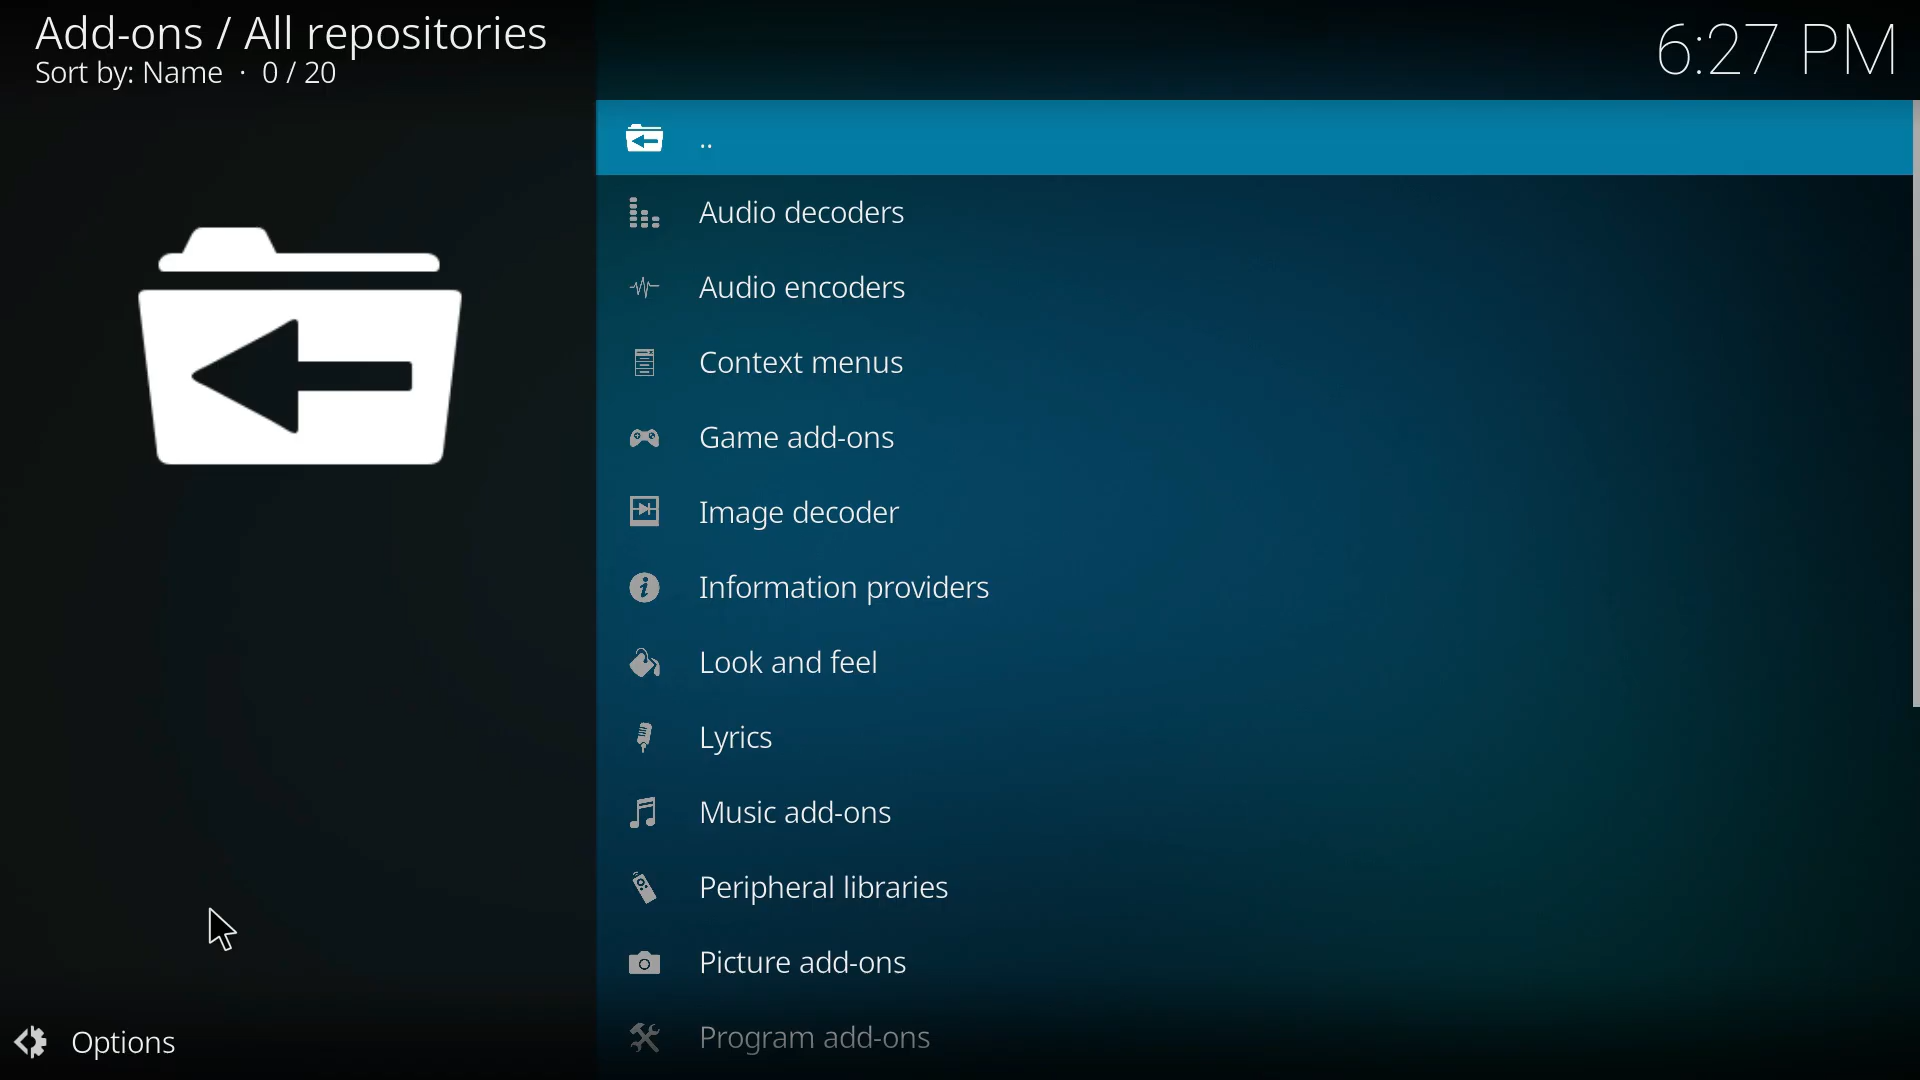 Add-ons / All repositories
Sort by: Name · 0 / 20
6:27 PM
..
Audio decoders
Audio encoders
Context menus
Game add-ons
Image decoder
Information providers
Look and feel
Lyrics
Music add-ons
Peripheral libraries
Picture add-ons
Program add-ons
Options